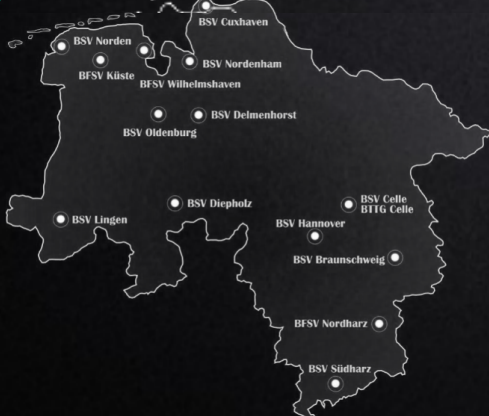 BSV Cuxhaven
BSV Norden
BSV Nordenham
BFSV Küste
BFSV Wilhelmshaven
BSV Delmenhorst
BSV Oldenburg
BSV Diepholz
BSV Celle
BTTG Celle
BSV Lingen
BSV Hannover
BSV Braunschweig
BFSV Nordharz
BSV Südharz